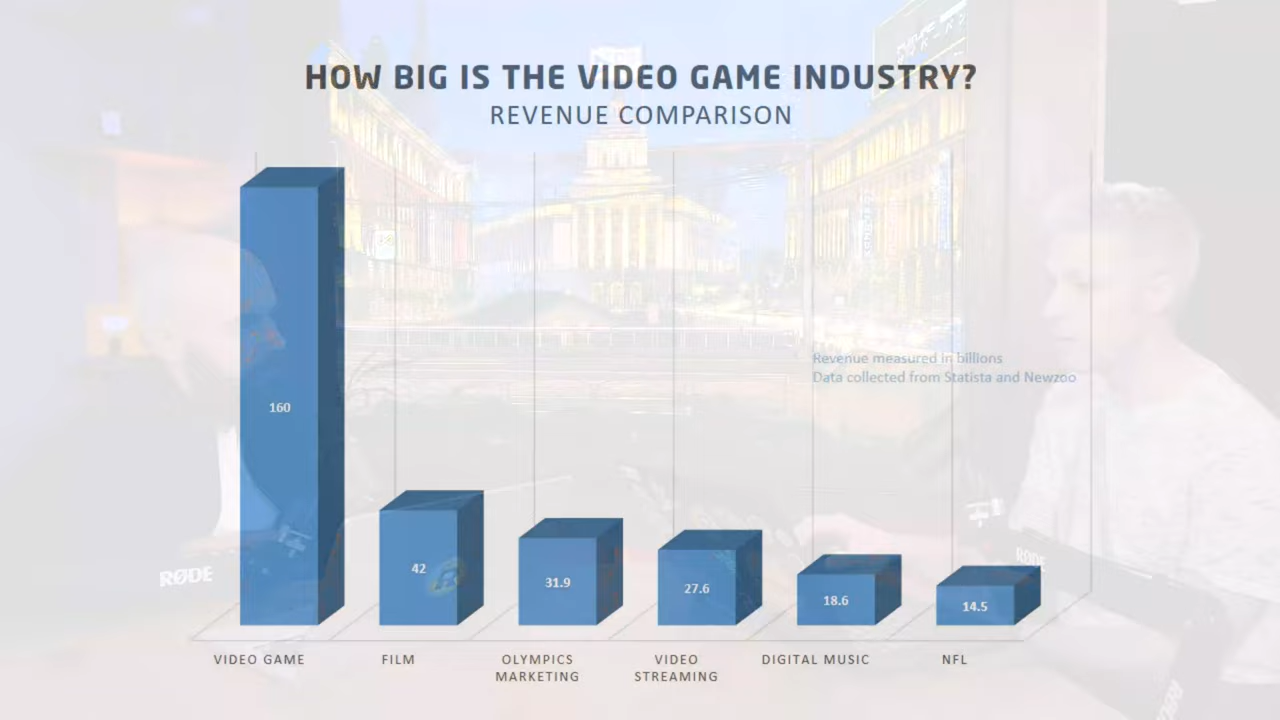 HOW BIG IS THE VIDEO GAME INDUSTRY?
REVENUE COMPARISON
Revenue measured in billions
Data collected from Statista and Newzoo
160
42
31.9
27.6
18.6
14.5
RØDE
RØDE
VIDEO GAME
FILM
OLYMPICS
MARKETING
VIDEO
STREAMING
DIGITAL MUSIC
NFL